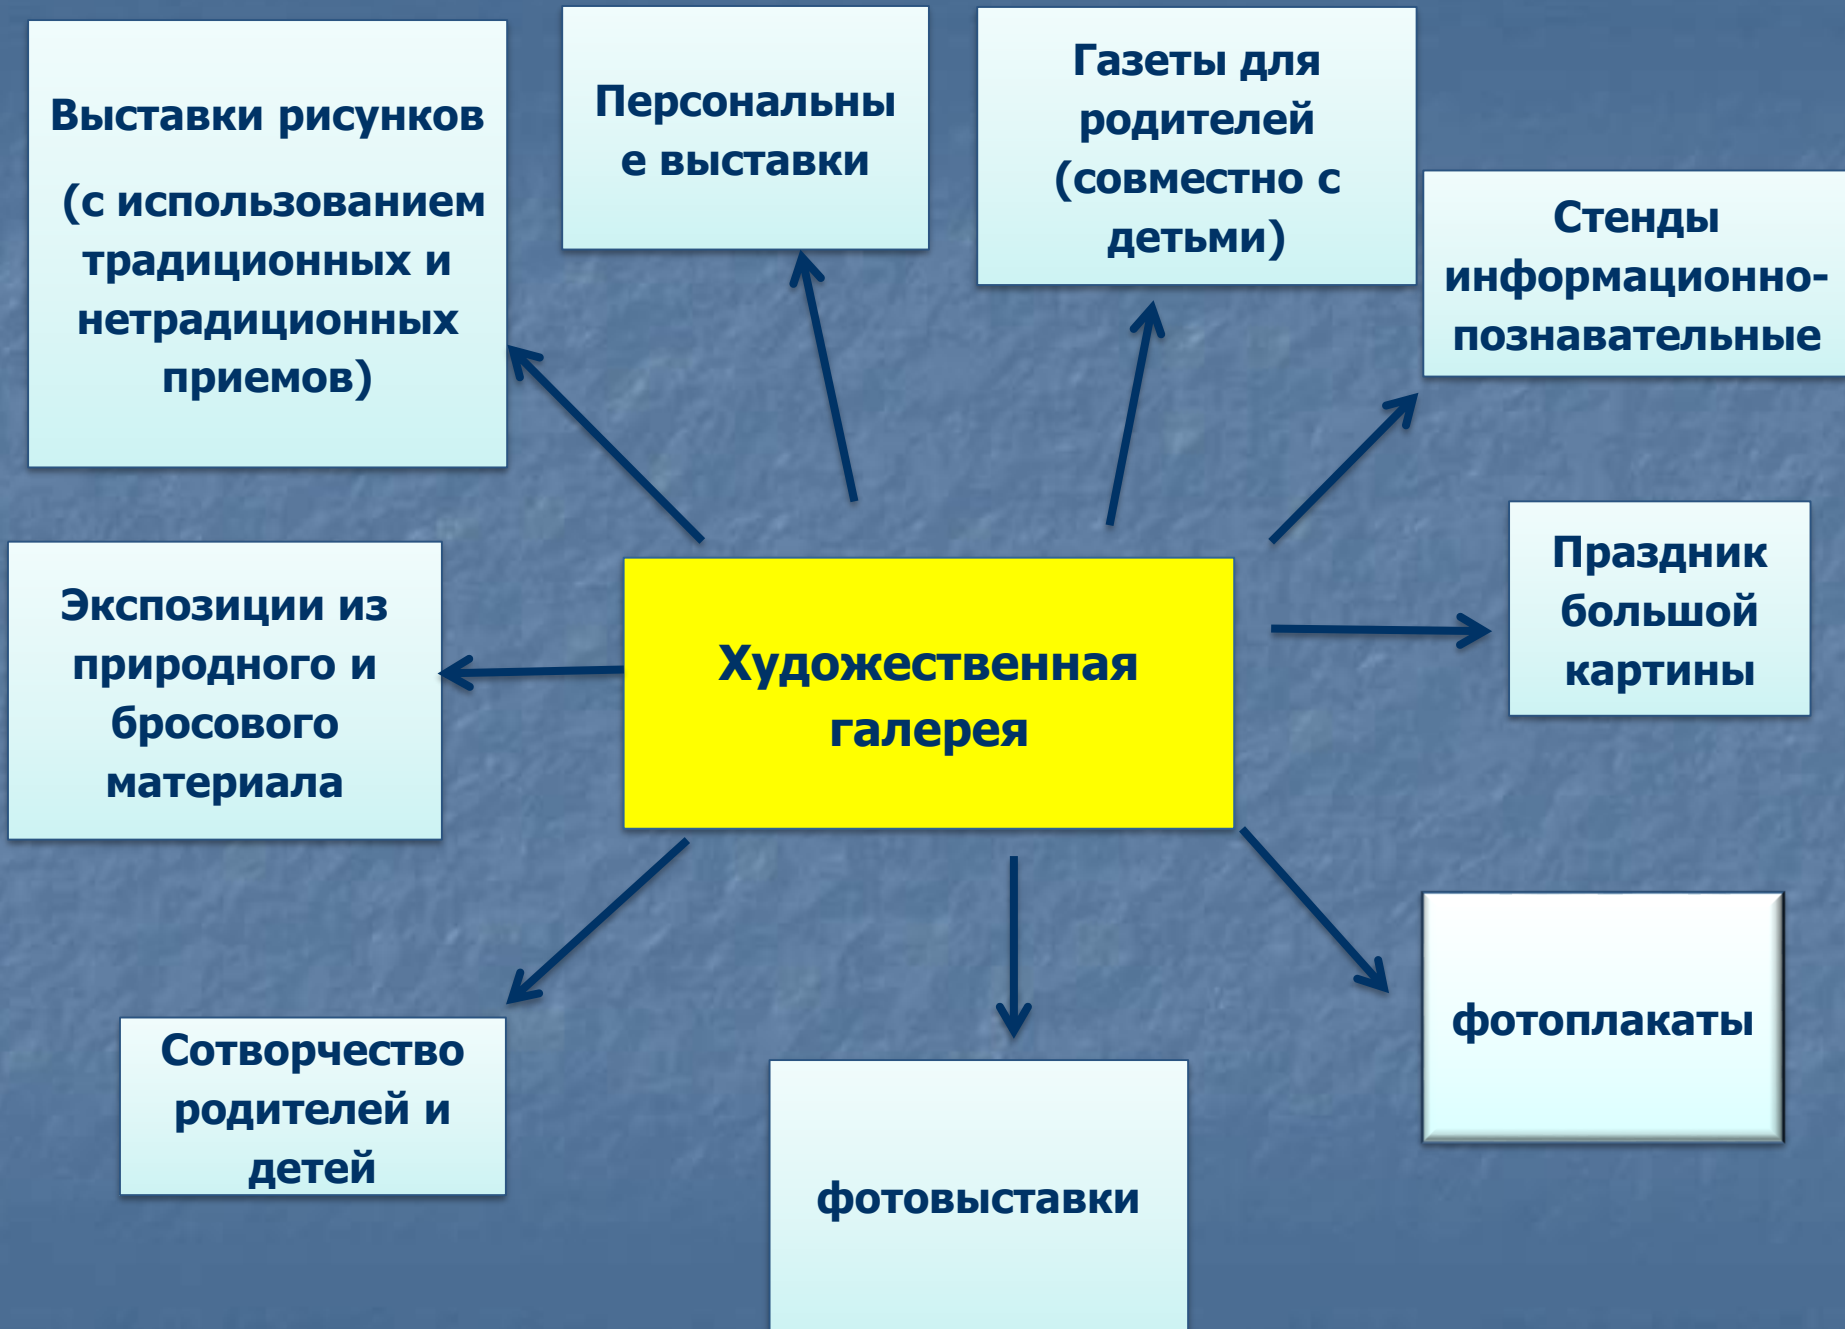 Выставки рисунков
(с использованием
традиционных и
нетрадиционных
приемов)
Персональны
е выставки
Газеты для
родителей
(совместно с
детьми)
Стенды
информационно-
познавательные
Экспозиции из
природного и
бросового
материала
Художественная
галерея
Праздник
большой
картины
Сотворчество
родителей и
детей
фотовыставки
фотоплакаты